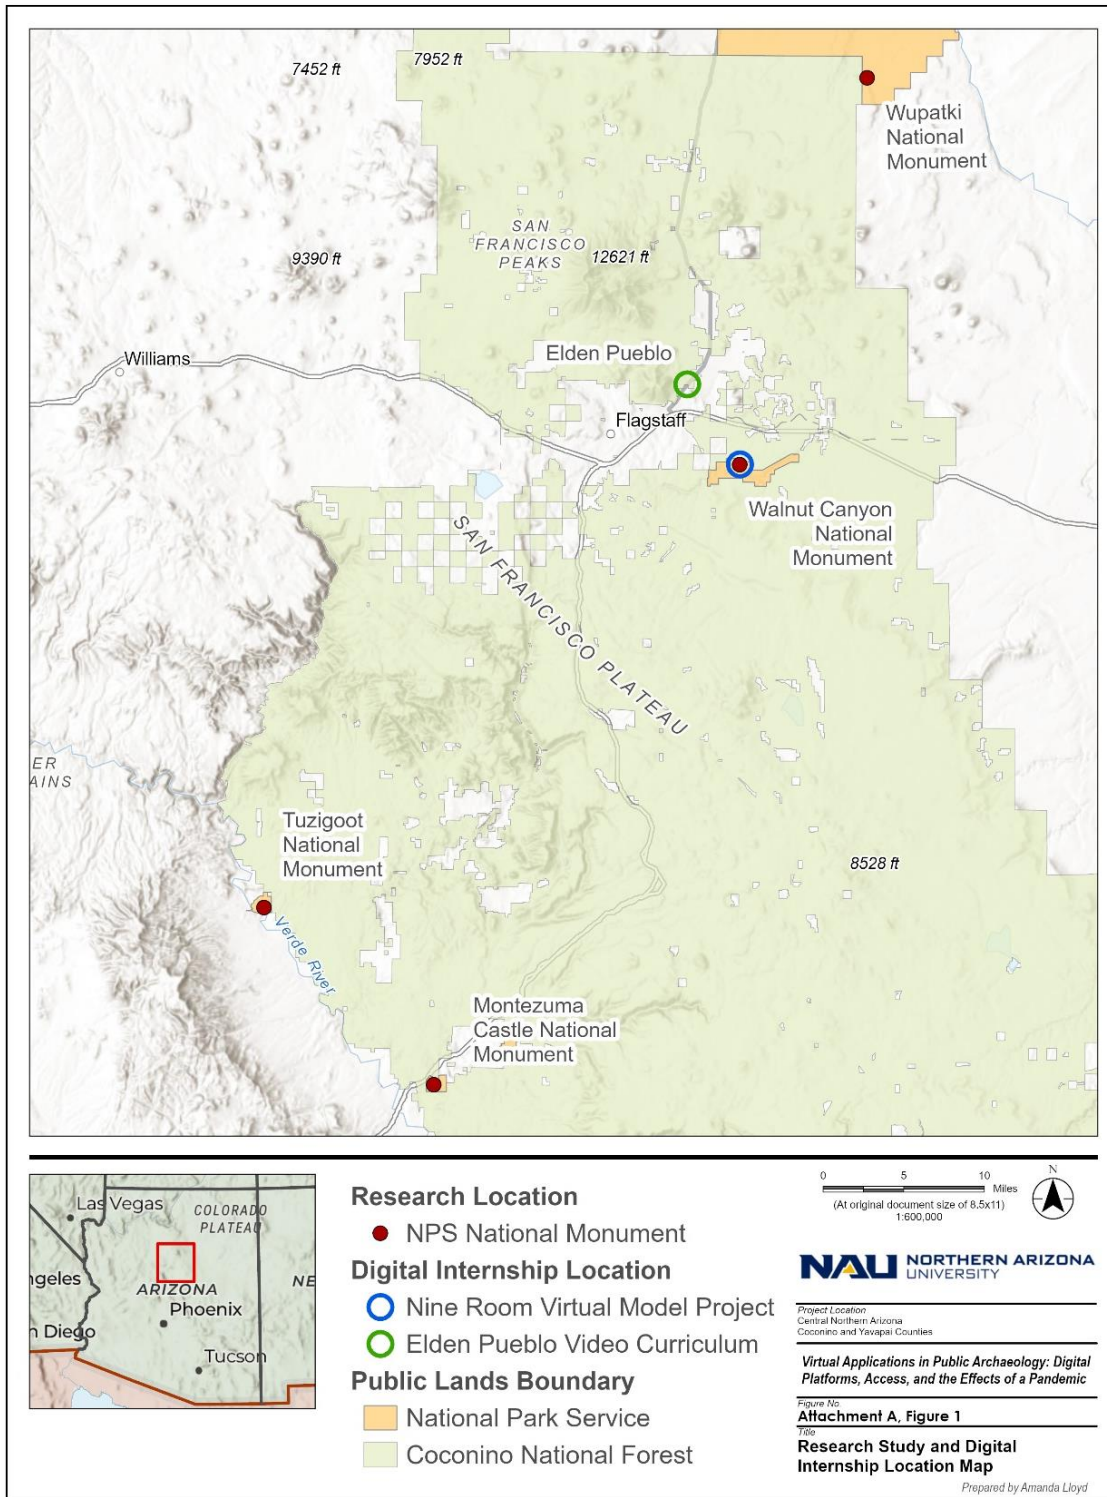 7452 ft
7952 ft
Wupatki
National
Monument
SAN
FRANCISCO
PEAKS
9390 ft
12621 ft
Williams
Elden Pueblo
Flagstaff
Walnut Canyon
National
Monument
SAN FRANCISCO PLATEAU
ER
AINS
Tuzigoot
National
Monument
8528 ft
Verde River
Montezuma
Castle National
Monument
Las Vegas
COLORADO
PLATEAU
ngeles
ARIZONA
NE
Phoenix
n Diego
Tucson
Research Location
NPS National Monument
Digital Internship Location
Nine Room Virtual Model Project
Elden Pueblo Video Curriculum
Public Lands Boundary
National Park Service
Coconino National Forest
0 5 10
Miles
(At original document size of 8.5x11)
1:600,000
N
NAU NORTHERN ARIZONA
UNIVERSITY
Project Location
Central Northern Arizona
Coconino and Yavapai Counties
Virtual Applications in Public Archaeology: Digital
Platforms, Access, and the Effects of a Pandemic
Figure No.
Attachment A, Figure 1
Title
Research Study and Digital
Internship Location Map
Prepared by Amanda Lloyd